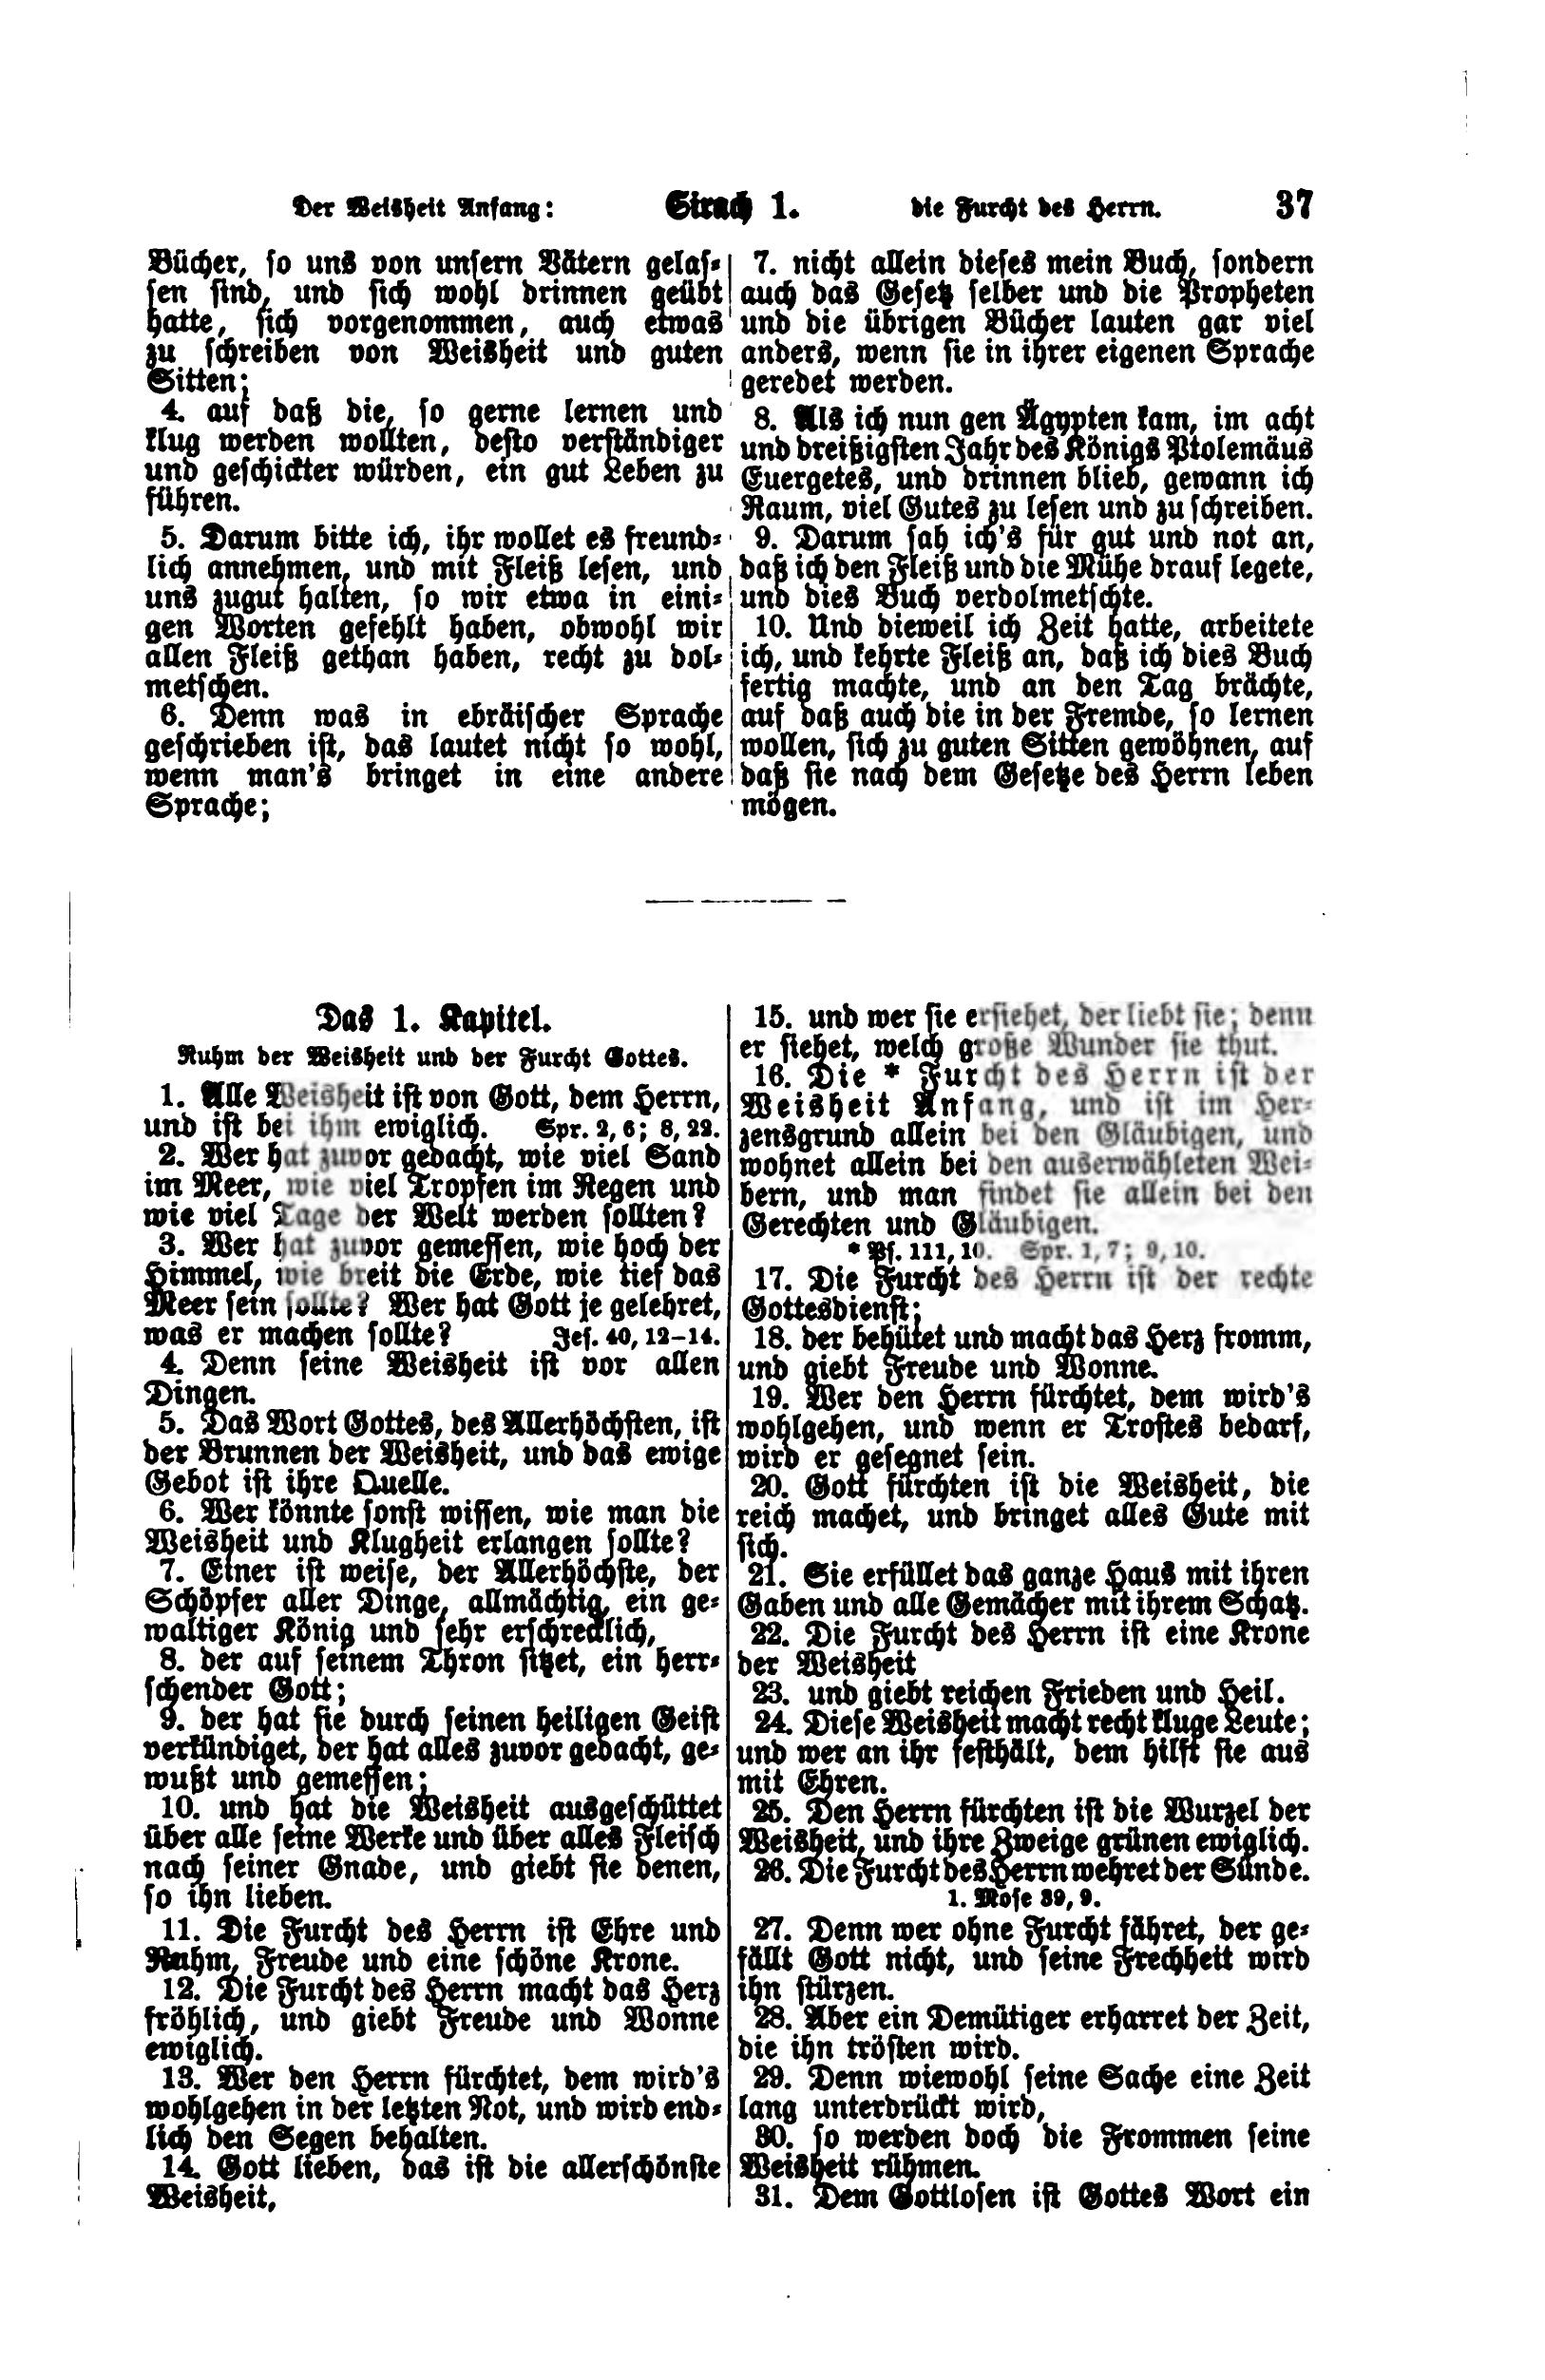 Der Weisheit Anfang: Sirach 1. die Furcht des Herrn. 37
Bücher, so uns von unsern Vätern gelas-
sen sind, und sich wohl drinnen geübt
hatte, sich vorgenommen, auch etwas
zu schreiben von Weisheit und guten
Sitten;
4. auf daß die, so gerne lernen und
klug werden wollten, desto verständiger
und geschickter würden, ein gut Leben zu
führen.
5. Darum bitte ich, ihr wollet es freund-
lich annehmen, und mit Fleiß lesen, und
uns zugut halten, so wir etwa in eini-
gen Worten gefehlt haben, obwohl wir
allen Fleiß gethan haben, recht zu dol-
metschen.
6. Denn was in ebräischer Sprache
geschrieben ist, das lautet nicht so wohl,
wenn man's bringet in eine andere
Sprache;
7. nicht allein dieses mein Buch, sondern
auch das Gesetz selber und die Propheten
und die übrigen Bücher lauten gar viel
anders, wenn sie in ihrer eigenen Sprache
geredet werden.
8. Als ich nun gen Ägypten kam, im acht
und dreißigsten Jahr des Königs Ptolemäus
Euergetes, und drinnen blieb, gewann ich
Raum, viel Gutes zu lesen und zu schreiben.
9. Darum sah ich's für gut und not an,
daß ich den Fleiß und die Mühe drauf legete,
und dies Buch verdolmetschte.
10. Und dieweil ich Zeit hatte, arbeitete
ich, und kehrte Fleiß an, daß ich dies Buch
fertig machte, und an den Tag brächte,
auf daß auch die in der Fremde, so lernen
wollen, sich zu guten Sitten gewöhnen, auf
daß sie nach dem Gesetze des Herrn leben
mögen.
Das 1. Kapitel.
Ruhm der Weisheit und der Furcht Gottes.
1. Alle Weisheit ist von Gott, dem Herrn,
und ist bei ihm ewiglich. Spr. 2, 6; 8, 22.
2. Wer hat zuvor gedacht, wie viel Sand
im Meer, wie viel Tropfen im Regen und
wie viel Tage der Welt werden sollten?
3. Wer hat zuvor gemessen, wie hoch der
Himmel, wie breit die Erde, wie tief das
Meer sein sollte? Wer hat Gott je gelehret,
was er machen sollte? Jes. 40, 12–14.
4. Denn seine Weisheit ist vor allen
Dingen.
5. Das Wort Gottes, des Allerhöchsten, ist
der Brunnen der Weisheit, und das ewige
Gebot ist ihre Quelle.
6. Wer könnte sonst wissen, wie man die
Weisheit und Klugheit erlangen sollte?
7. Einer ist weise, der Allerhöchste, der
Schöpfer aller Dinge, allmächtig, ein ge-
waltiger König und sehr erschrecklich,
8. der auf seinem Thron sitzet, ein herr-
schender Gott;
9. der hat sie durch seinen heiligen Geist
verkündiget, der hat alles zuvor gedacht, ge-
wußt und gemessen;
10. und hat die Weisheit ausgeschüttet
über alle seine Werke und über alles Fleisch
nach seiner Gnade, und giebt sie denen,
so ihn lieben.
11. Die Furcht des Herrn ist Ehre und
Ruhm, Freude und eine schöne Krone.
12. Die Furcht des Herrn macht das Herz
fröhlich, und giebt Freude und Wonne
ewiglich.
13. Wer den Herrn fürchtet, dem wird's
wohlgehen in der letzten Not, und wird end-
lich den Segen behalten.
14. Gott lieben, das ist die allerschönste
Weisheit,
15. und wer sie ersiehet, der liebt sie; denn
er siehet, welch große Wunder sie thut.
16. Die * Furcht des Herrn ist der
Weisheit Anfang, und ist im Her-
zensgrund allein bei den Gläubigen, und
wohnet allein bei den auserwähleten Wei-
bern, und man findet sie allein bei den
Gerechten und Gläubigen.
* Ps. 111, 10. Spr. 1, 7; 9, 10.
17. Die Furcht des Herrn ist der rechte
Gottesdienst;
18. der behütet und macht das Herz fromm,
und giebt Freude und Wonne.
19. Wer den Herrn fürchtet, dem wird's
wohlgehen, und wenn er Trostes bedarf,
wird er gesegnet sein.
20. Gott fürchten ist die Weisheit, die
reich machet, und bringet alles Gute mit
sich.
21. Sie erfüllet das ganze Haus mit ihren
Gaben und alle Gemächer mit ihrem Schatz.
22. Die Furcht des Herrn ist eine Krone
der Weisheit
23. und giebt reichen Frieden und Heil.
24. Diese Weisheit macht recht kluge Leute;
und wer an ihr festhält, dem hilft sie aus
mit Ehren.
25. Den Herrn fürchten ist die Wurzel der
Weisheit, und ihre Zweige grünen ewiglich.
26. Die Furcht des Herrn wehret der Sünde.
1. Mose 39, 9.
27. Denn wer ohne Furcht fähret, der ge-
fällt Gott nicht, und seine Frechheit wird
ihn stürzen.
28. Aber ein Demütiger erharret der Zeit,
die ihn trösten wird.
29. Denn wiewohl seine Sache eine Zeit
lang unterdrückt wird,
30. so werden doch die Frommen seine
Weisheit rühmen.
31. Dem Gottlosen ist Gottes Wort ein